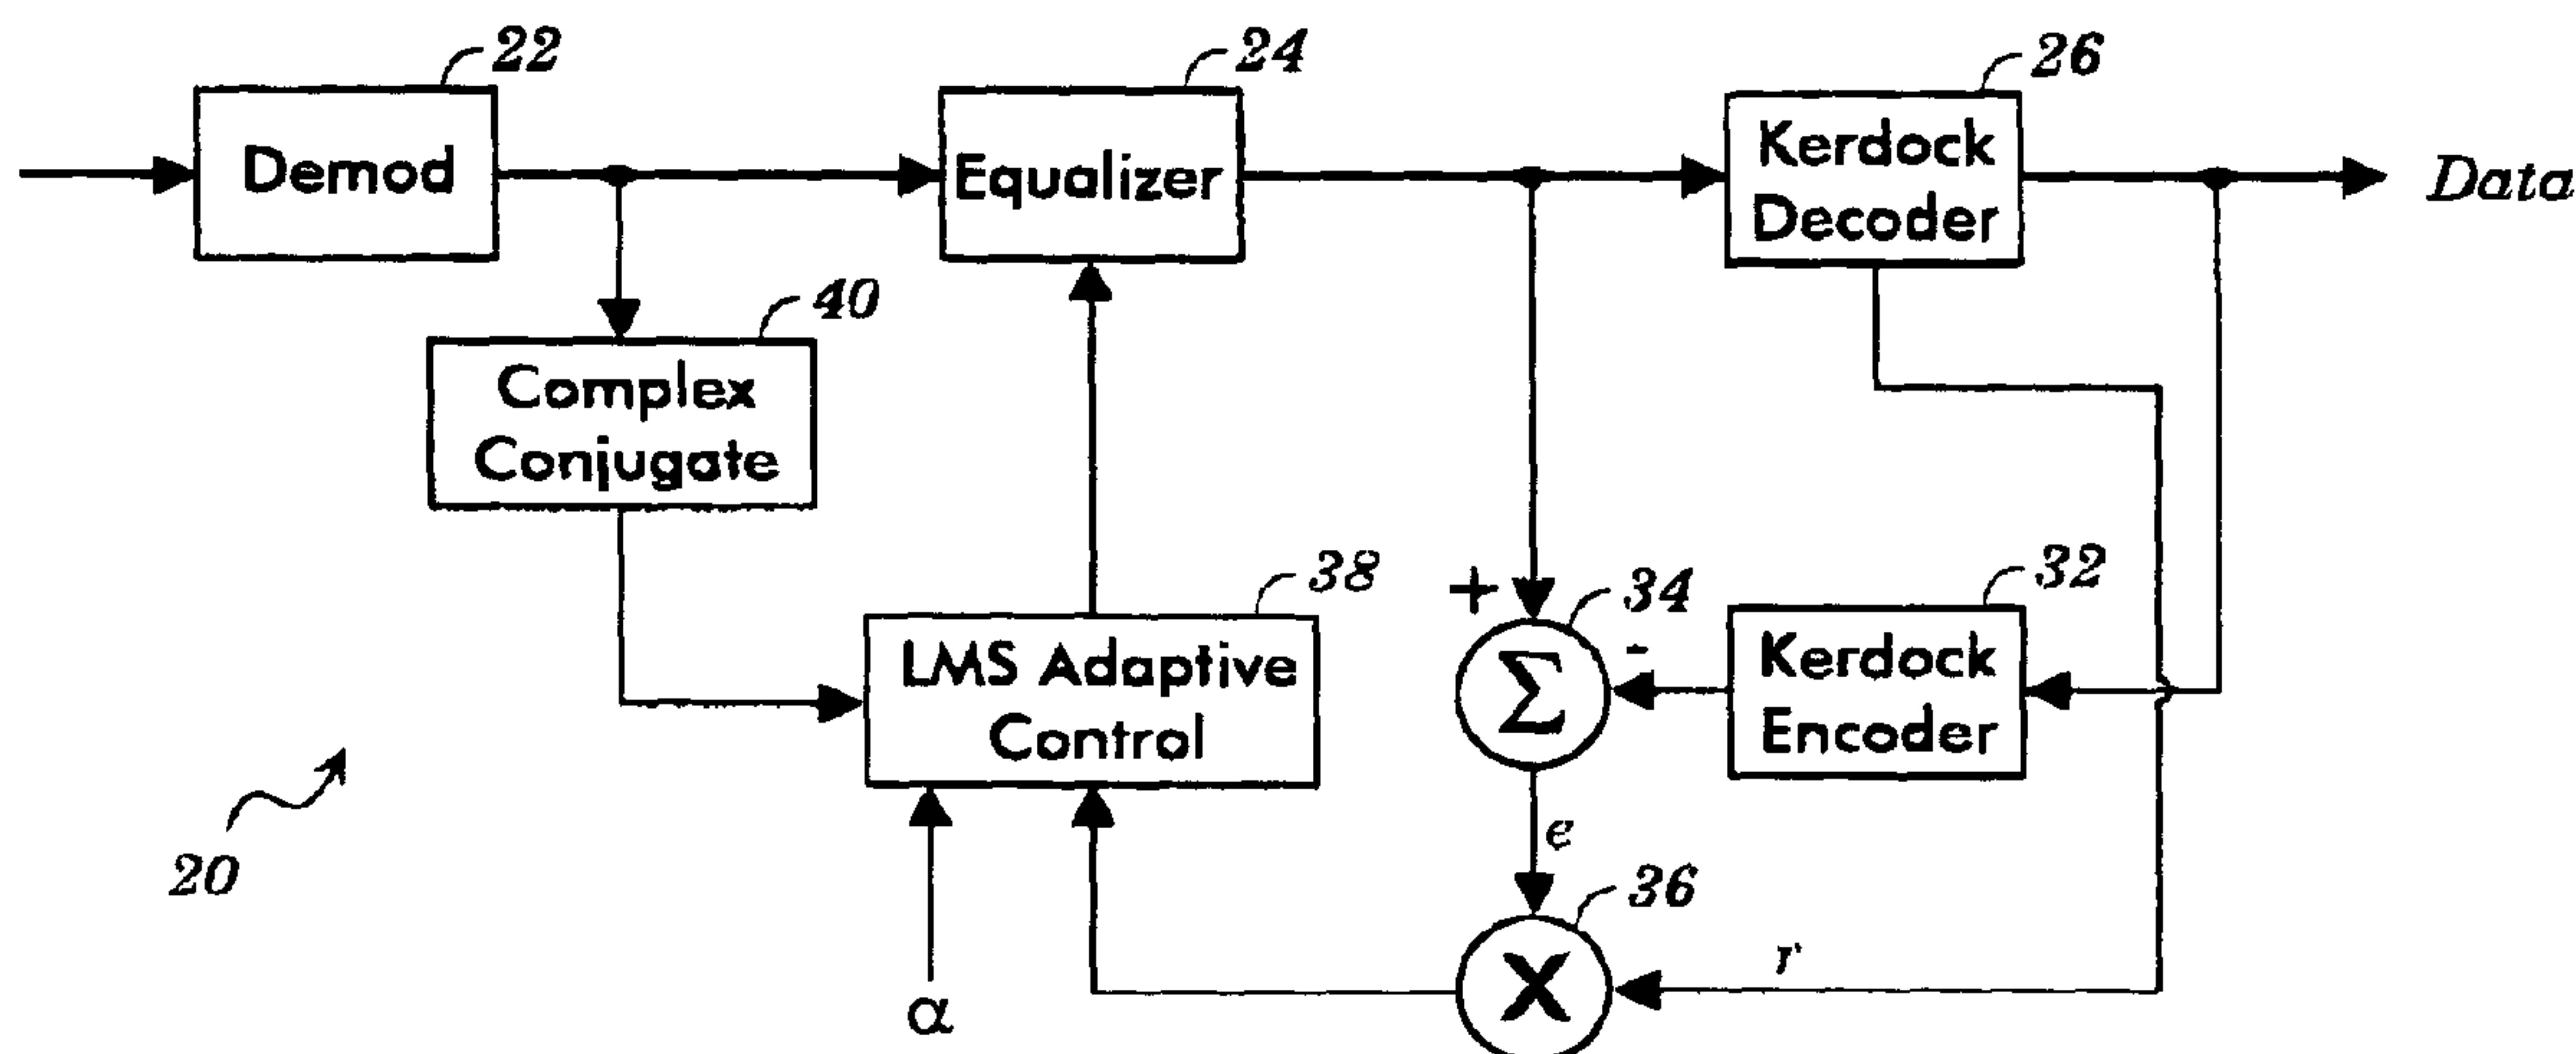 22
24
26
Demod
Equalizer
Kerdock
Decoder
Data
40
Complex
Conjugate
38
LMS Adaptive
Control
+
34
-
Σ
32
Kerdock
Encoder
20
e
36
X
r
α